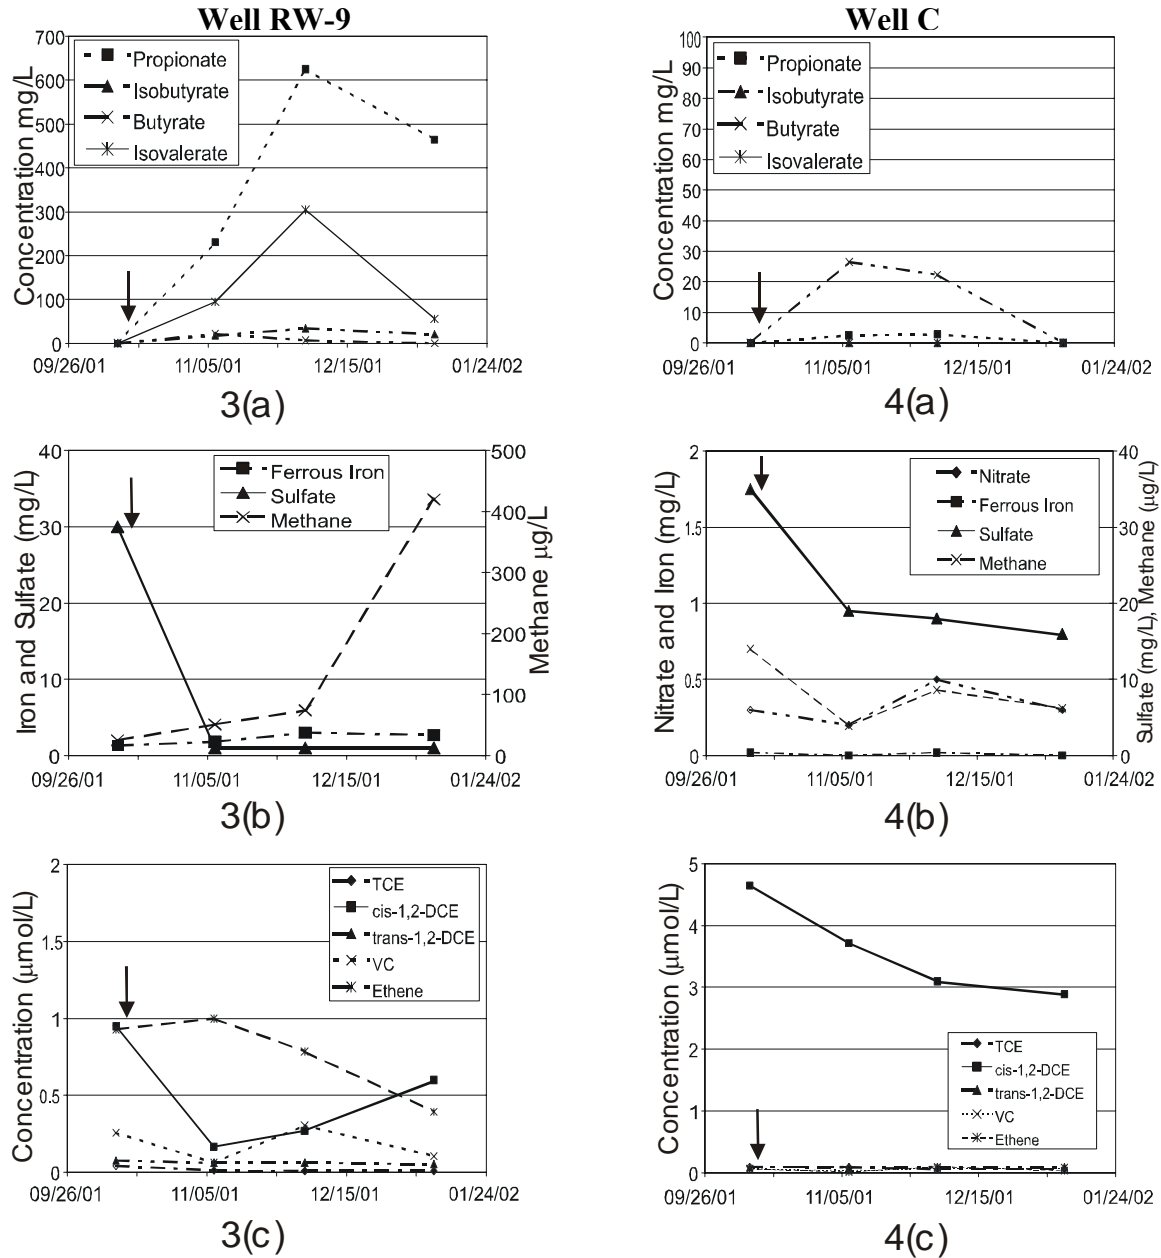 Well RW-9
700
600
500
400
300
200
100
0
Concentration mg/L
Propionate
Isobutyrate
Butyrate
Isovalerate
09/26/01 11/05/01 12/15/01 01/24/02
3(a)
Well C
100
90
80
70
60
50
40
30
20
10
0
Concentration mg/L
Propionate
Isobutyrate
Butyrate
Isovalerate
09/26/01 11/05/01 12/15/01 01/24/02
4(a)
40
30
20
10
0
Iron and Sulfate (mg/L)
Ferrous Iron
Sulfate
Methane
500
400
300
200
100
0
Methane µg/L
09/26/01 11/05/01 12/15/01 01/24/02
3(b)
2
1.5
1
0.5
0
Nitrate and Iron (mg/L)
Nitrate
Ferrous Iron
Sulfate
Methane
40
30
20
10
0
Sulfate (mg/L), Methane (µg/L)
09/26/01 11/05/01 12/15/01 01/24/02
4(b)
2
1.5
1
0.5
0
Concentration (µmol/L)
TCE
cis-1,2-DCE
trans-1,2-DCE
VC
Ethene
09/26/01 11/05/01 12/15/01 01/24/02
3(c)
5
4
3
2
1
0
Concentration (µmol/L)
TCE
cis-1,2-DCE
trans-1,2-DCE
VC
Ethene
09/26/01 11/05/01 12/15/01 01/24/02
4(c)